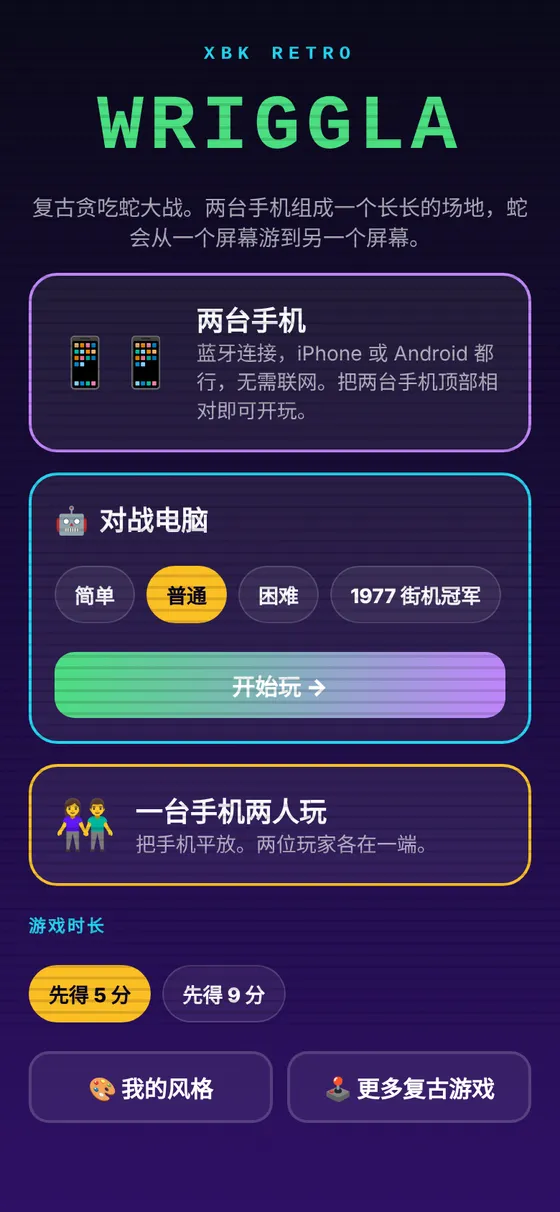 XBK RETRO
WRIGGLA
复古贪吃蛇大战。两台手机组成一个长长的场地，蛇
会从一个屏幕游到另一个屏幕。
两台手机
蓝牙连接，iPhone 或 Android 都
行，无需联网。把两台手机顶部相
对即可开玩。
对战电脑
简单 普通 困难 1977 街机冠军
开始玩 →
一台手机两人玩
把手机平放。两位玩家各在一端。
游戏时长
先得 5 分 先得 9 分
我的风格 更多复古游戏